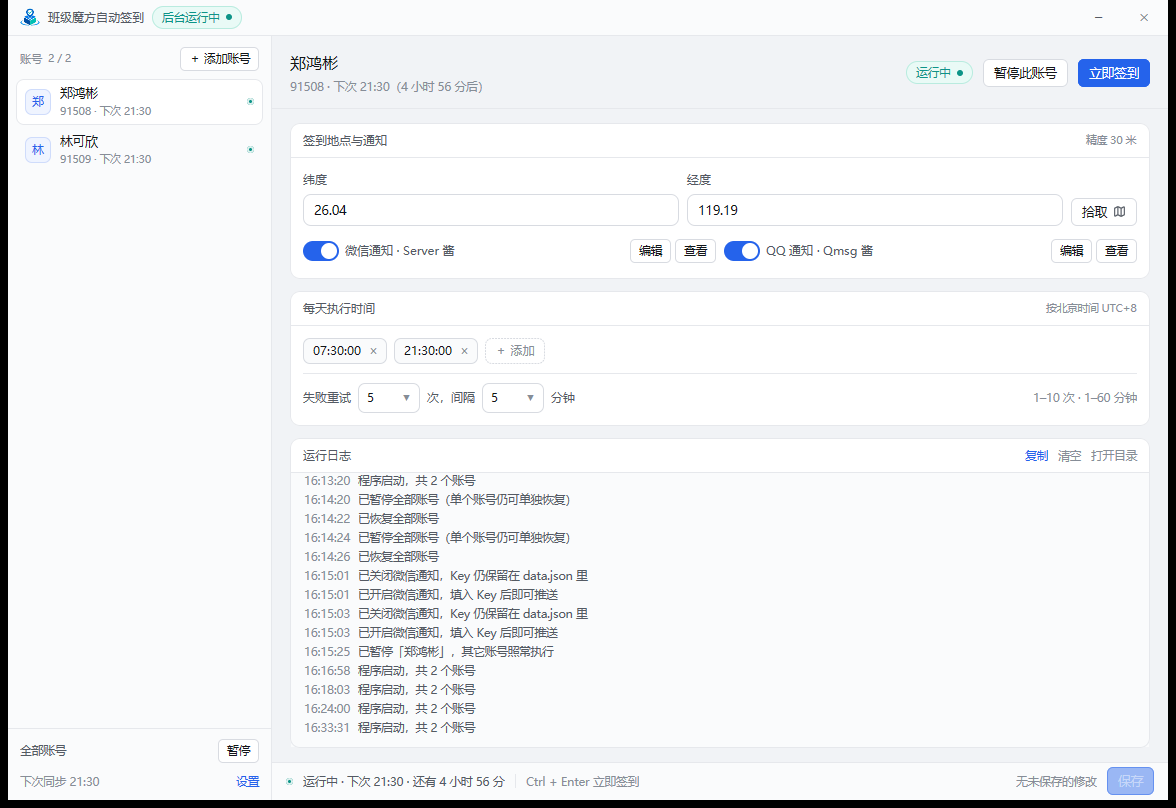 班级魔方自动签到 后台运行中
账号 2 / 2 + 添加账号
郑 郑鸿彬
91508 · 下次 21:30
林 林可欣
91509 · 下次 21:30
全部账号 暂停
下次同步 21:30 设置
郑鸿彬
91508 · 下次 21:30（4 小时 56 分后）
运行中 暂停此账号 立即签到
签到地点与通知 精度 30 米
纬度 经度
26.04 119.19 拾取
微信通知 · Server 酱 编辑 查看 QQ 通知 · Qmsg 酱 编辑 查看
每天执行时间 按北京时间 UTC+8
07:30:00 × 21:30:00 × + 添加
失败重试 5 次，间隔 5 分钟 1–10 次 · 1–60 分钟
运行日志 复制 清空 打开目录
16:13:20 程序启动，共 2 个账号
16:14:20 已暂停全部账号（单个账号仍可单独恢复）
16:14:22 已恢复全部账号
16:14:24 已暂停全部账号（单个账号仍可单独恢复）
16:14:26 已恢复全部账号
16:15:01 已关闭微信通知，Key 仍保留在 data.json 里
16:15:01 已开启微信通知，填入 Key 后即可推送
16:15:03 已关闭微信通知，Key 仍保留在 data.json 里
16:15:03 已开启微信通知，填入 Key 后即可推送
16:15:25 已暂停「郑鸿彬」，其它账号照常执行
16:16:58 程序启动，共 2 个账号
16:18:03 程序启动，共 2 个账号
16:24:00 程序启动，共 2 个账号
16:33:31 程序启动，共 2 个账号
运行中 · 下次 21:30 · 还有 4 小时 56 分 Ctrl + Enter 立即签到 无未保存的修改 保存